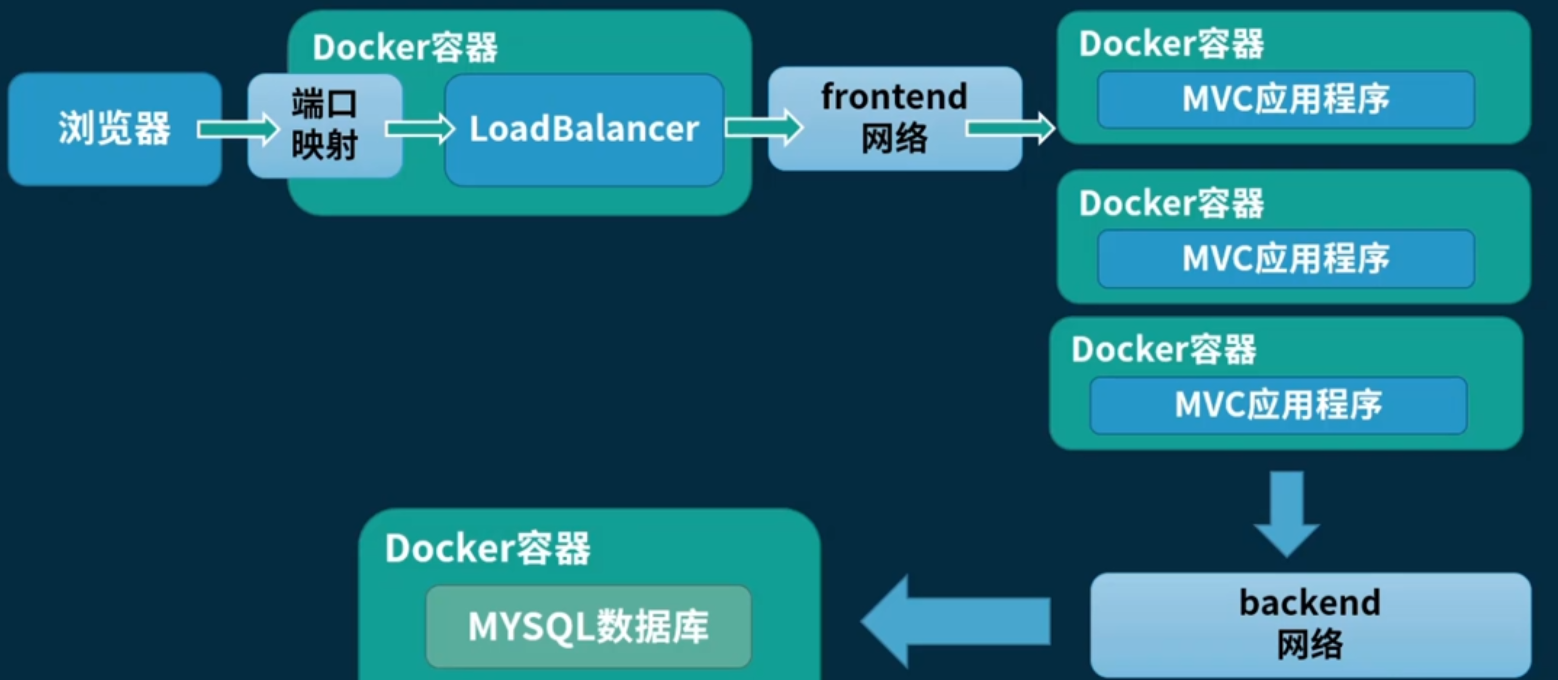 浏览器
端口
映射
Docker容器
LoadBalancer
frontend
网络
Docker容器
MVC应用程序
Docker容器
MVC应用程序
Docker容器
MVC应用程序
backend
网络
Docker容器
MYSQL数据库